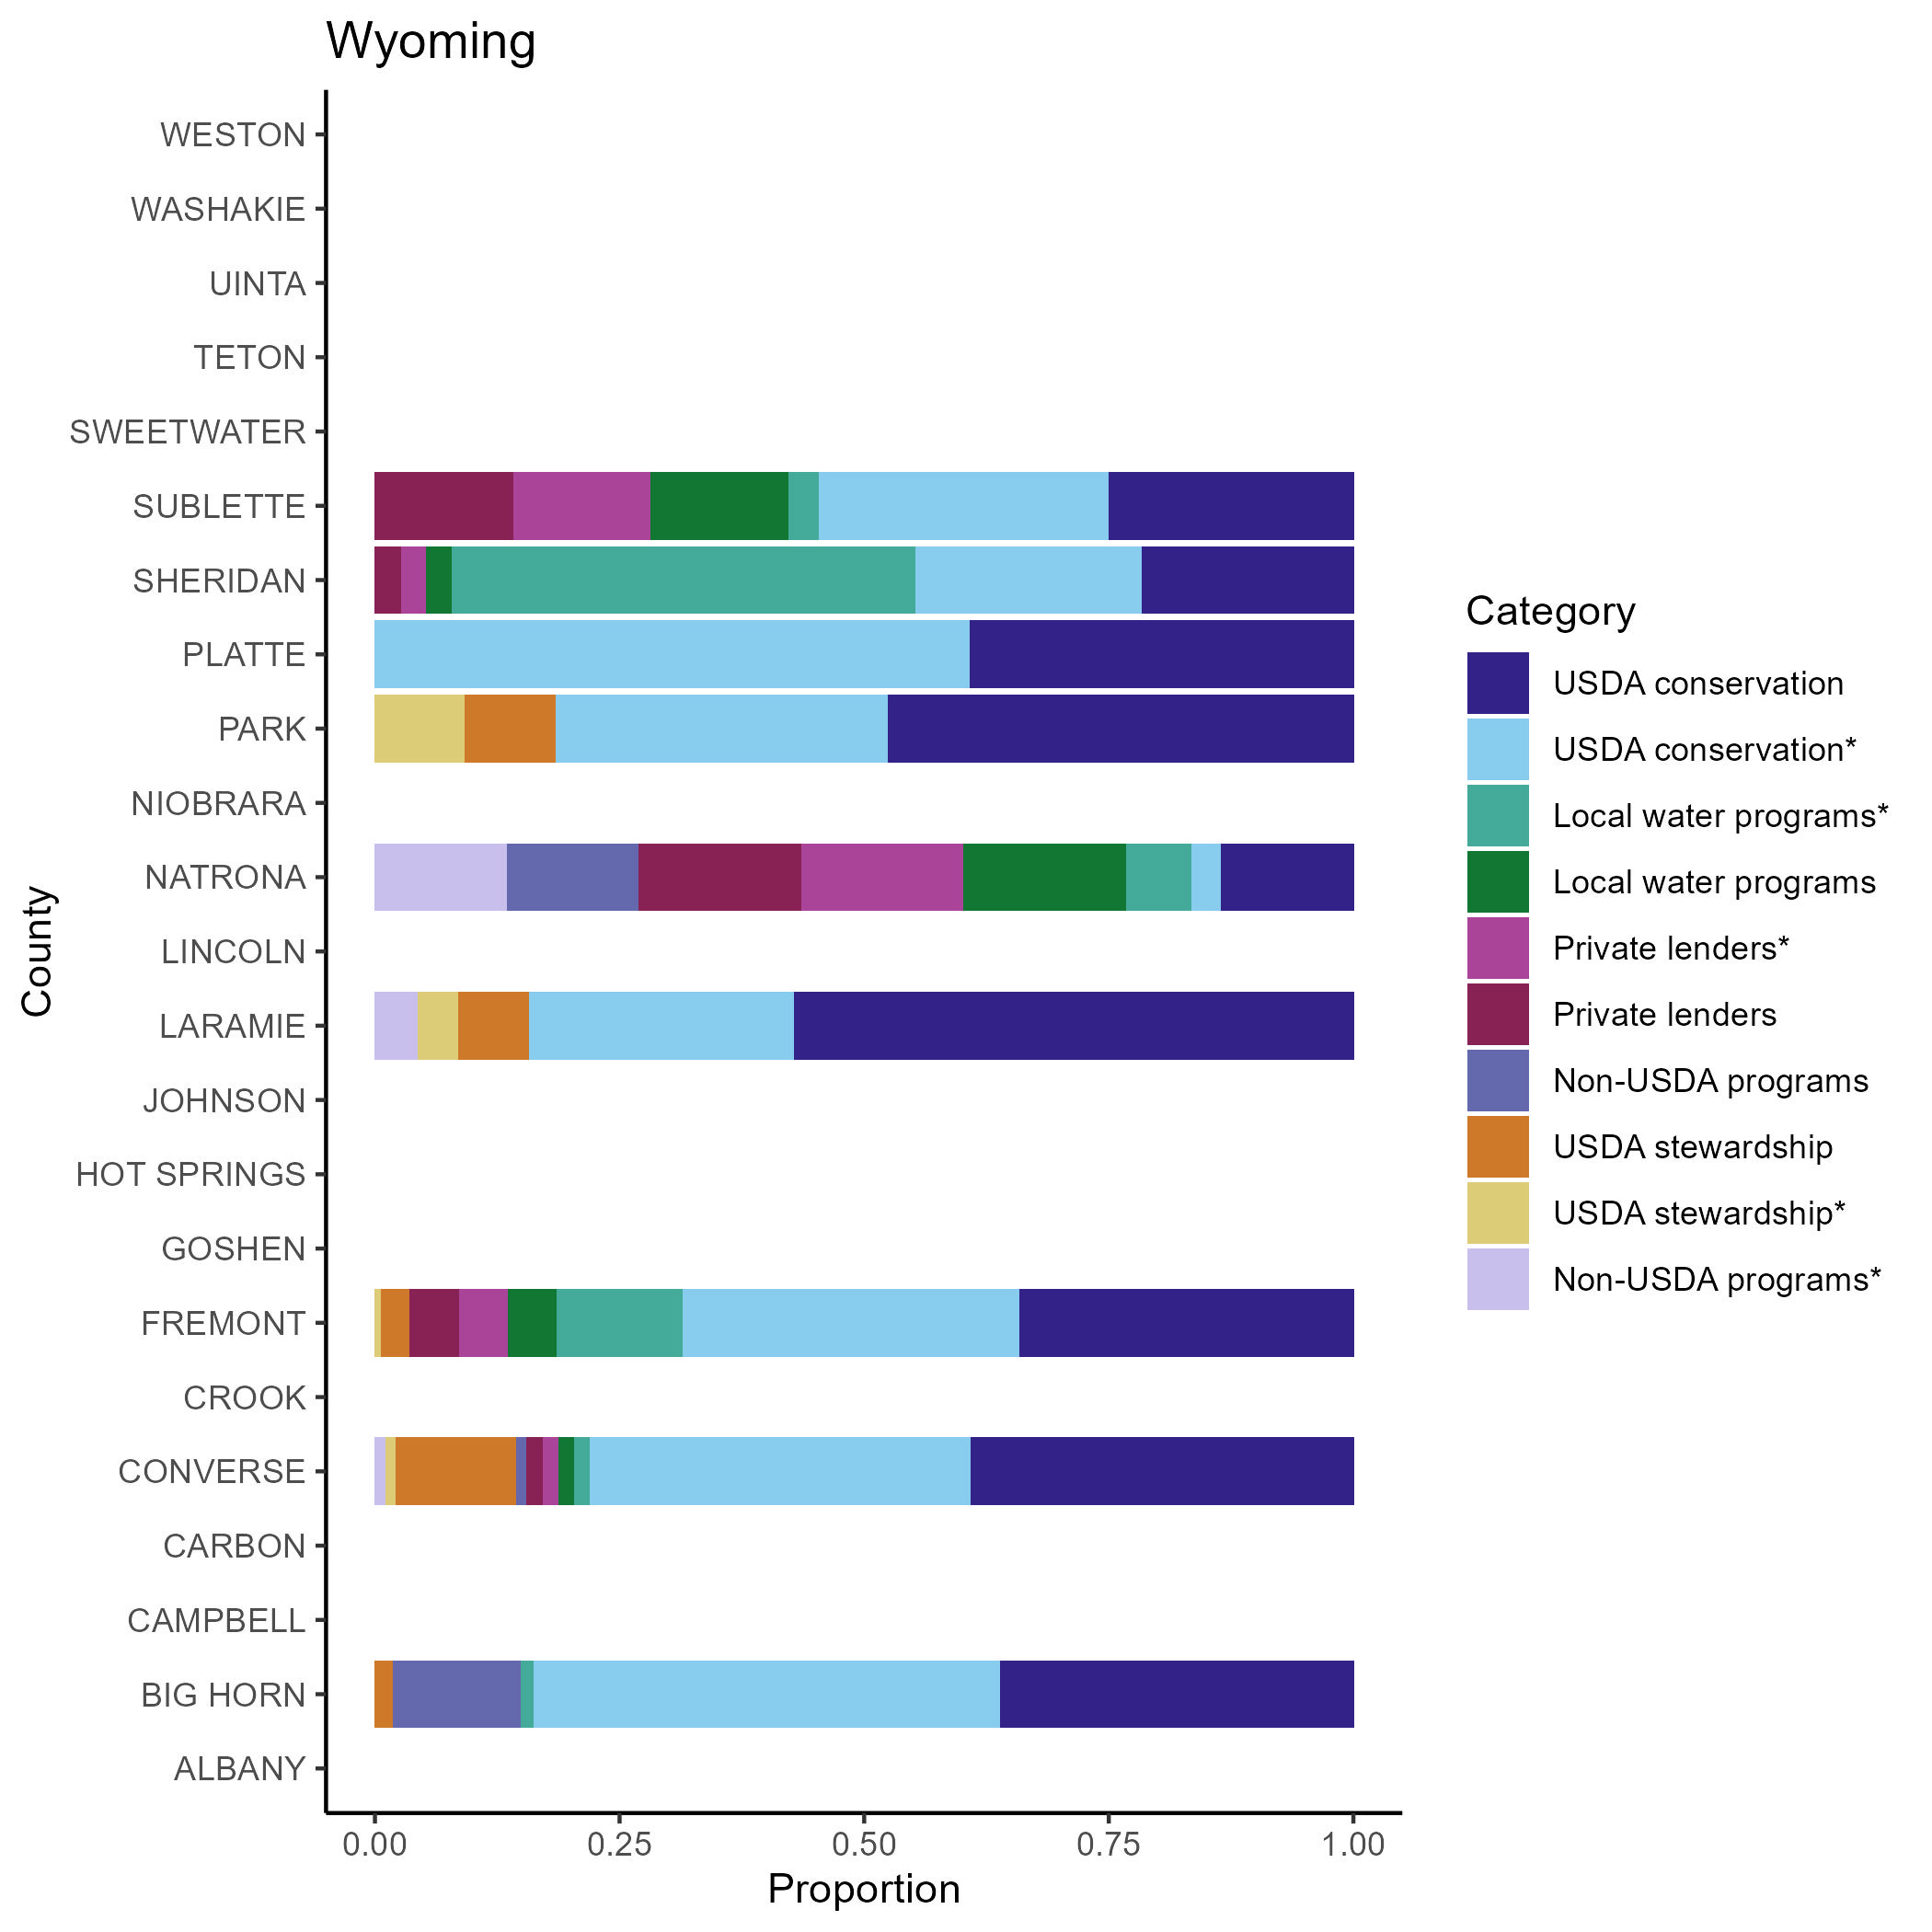 Wyoming
WESTON
WASHAKIE
UINTA
TETON
SWEETWATER
SUBLETTE
SHERIDAN
PLATTE
PARK
NIOBRARA
NATRONA
LINCOLN
LARAMIE
JOHNSON
HOT SPRINGS
GOSHEN
FREMONT
CROOK
CONVERSE
CARBON
CAMPBELL
BIG HORN
ALBANY
County
0.00 0.25 0.50 0.75 1.00
Proportion
Category
USDA conservation
USDA conservation*
Local water programs*
Local water programs
Private lenders*
Private lenders
Non-USDA programs
USDA stewardship
USDA stewardship*
Non-USDA programs*